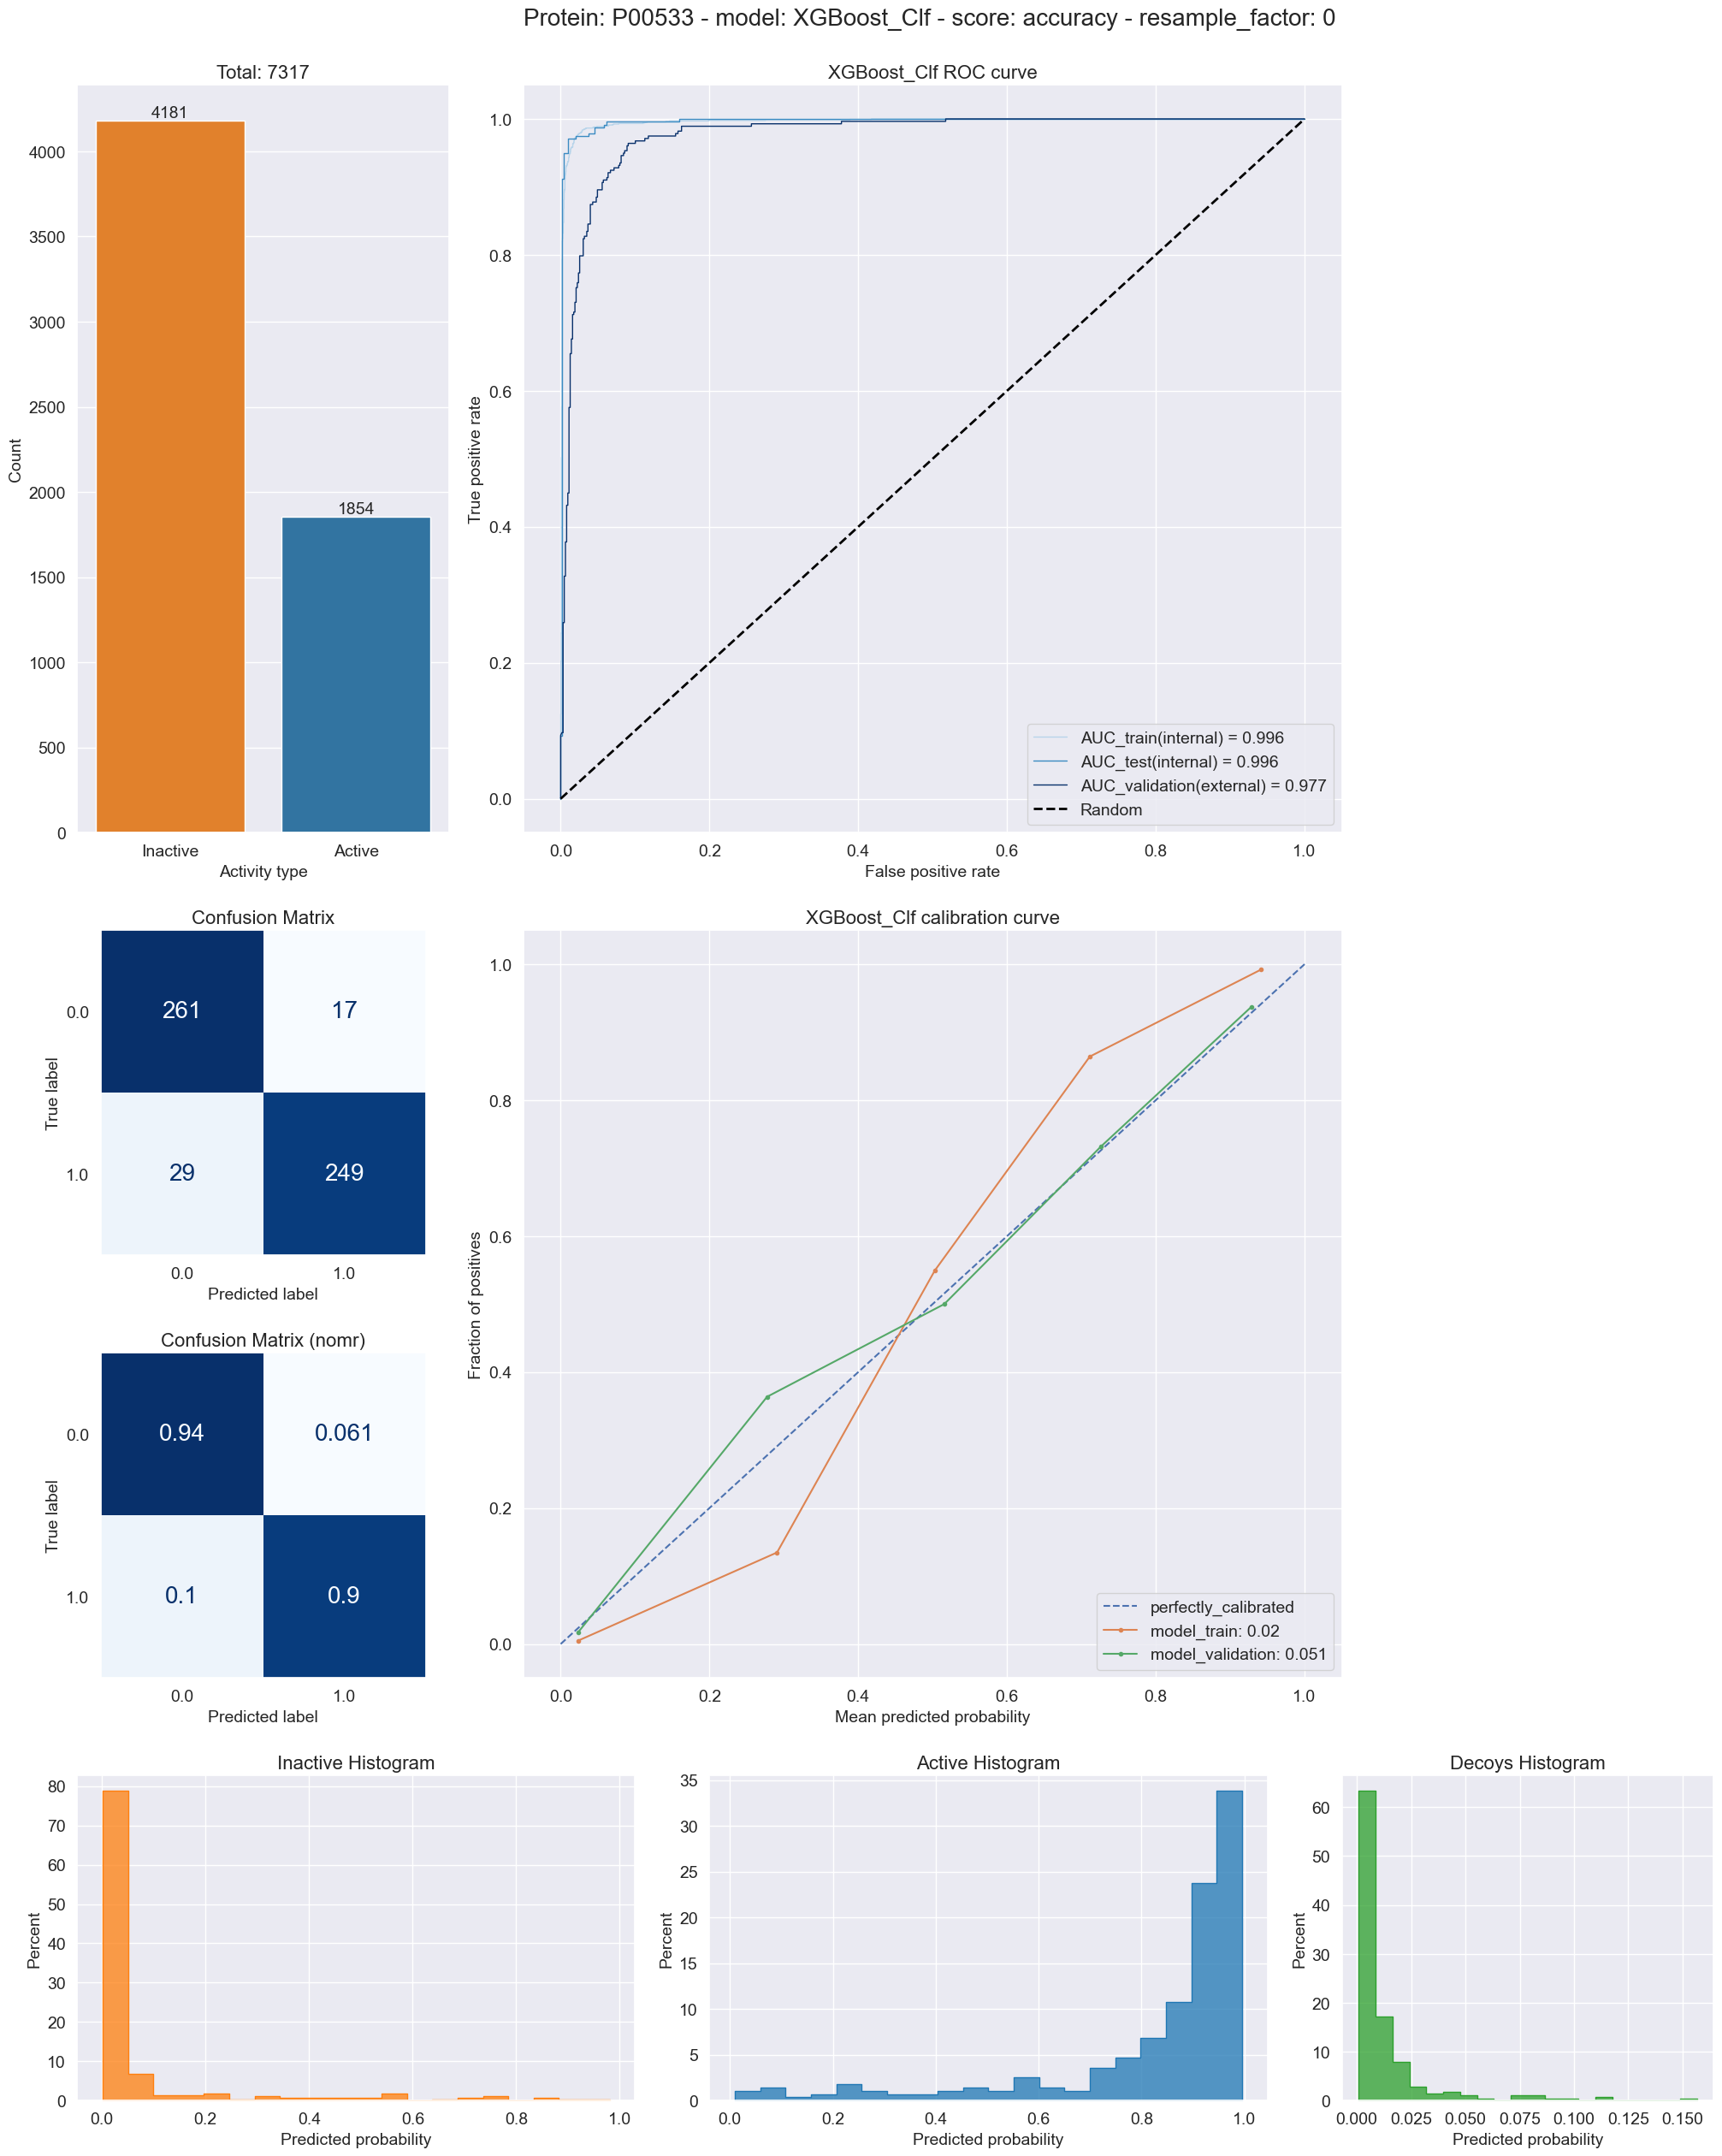 Protein: P00533 - model: XGBoost_Clf - score: accuracy - resample_factor: 0
Total: 7317
4181
1854
4000
3500
3000
2500
2000
1500
1000
500
0
Count
Inactive
Active
Activity type
XGBoost_Clf ROC curve
1.0
0.8
0.6
0.4
0.2
0.0
True positive rate
AUC_train(internal) = 0.996
AUC_test(internal) = 0.996
AUC_validation(external) = 0.977
Random
0.0 0.2 0.4 0.6 0.8 1.0
False positive rate
Confusion Matrix
0.0
261 17
1.0
29 249
True label
0.0 1.0
Predicted label
Confusion Matrix (nomr)
0.0
0.94 0.061
1.0
0.1 0.9
True label
0.0 1.0
Predicted label
XGBoost_Clf calibration curve
1.0
0.8
0.6
0.4
0.2
0.0
Fraction of positives
perfectly_calibrated
model_train: 0.02
model_validation: 0.051
0.0 0.2 0.4 0.6 0.8 1.0
Mean predicted probability
Inactive Histogram
80
70
60
50
40
30
20
10
0
Percent
0.0 0.2 0.4 0.6 0.8 1.0
Predicted probability
Active Histogram
35
30
25
20
15
10
5
0
Percent
0.0 0.2 0.4 0.6 0.8 1.0
Predicted probability
Decoys Histogram
60
50
40
30
20
10
0
Percent
0.000 0.025 0.050 0.075 0.100 0.125 0.150
Predicted probability